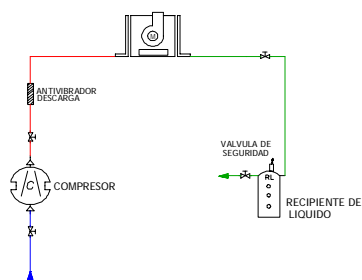 M
ANTIVIBRADOR
DESCARGA
VALVULA DE
SEGURIDAD
RL
C
COMPRESOR
RECIPIENTE DE
LIQUIDO